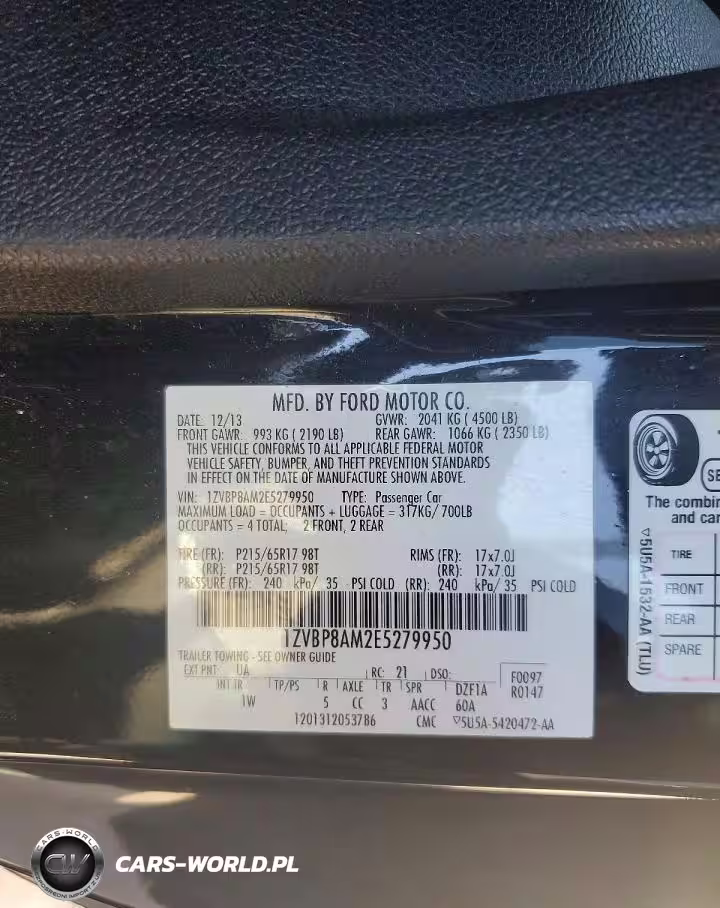 MFD. BY FORD MOTOR CO.
DATE: 12/13 GVWR: 2041 KG ( 4500 LB)
FRONT GAWR: 993 KG ( 2190 LB) REAR GAWR: 1066 KG ( 2350 LB)
THIS VEHICLE CONFORMS TO ALL APPLICABLE FEDERAL MOTOR
VEHICLE SAFETY, BUMPER, AND THEFT PREVENTION STANDARDS
IN EFFECT ON THE DATE OF MANUFACTURE SHOWN ABOVE.
VIN: 1ZVBP8AM2E5279950 TYPE: Passenger Car
MAXIMUM LOAD = OCCUPANTS + LUGGAGE = 317KG/ 700LB
OCCUPANTS = 4 TOTAL; 2 FRONT, 2 REAR
TIRE (FR): P215/65R17 98T RIMS (FR): 17x7.0J
(RR): P215/65R17 98T (RR): 17x7.0J
PRESSURE (FR): 240 kPa/ 35 PSI COLD (RR): 240 kPa/ 35 PSI COLD
1ZVBP8AM2E5279950
TRAILER TOWING - SEE OWNER GUIDE
EXT PNT: UA RC: 21 DSO: F0097
INT TR TP/PS R AXLE TR SPR DZF1A R0147
1W 5 CC 3 AACC 60A
1201312053786 CMC ▽5U5A-5420472-AA
SE
The combin
and car
TIRE
FRONT
REAR
SPARE
▽5U5A-1532-AA (TLU)
CARS-WORLD
CW
CARS-WORLD.PL